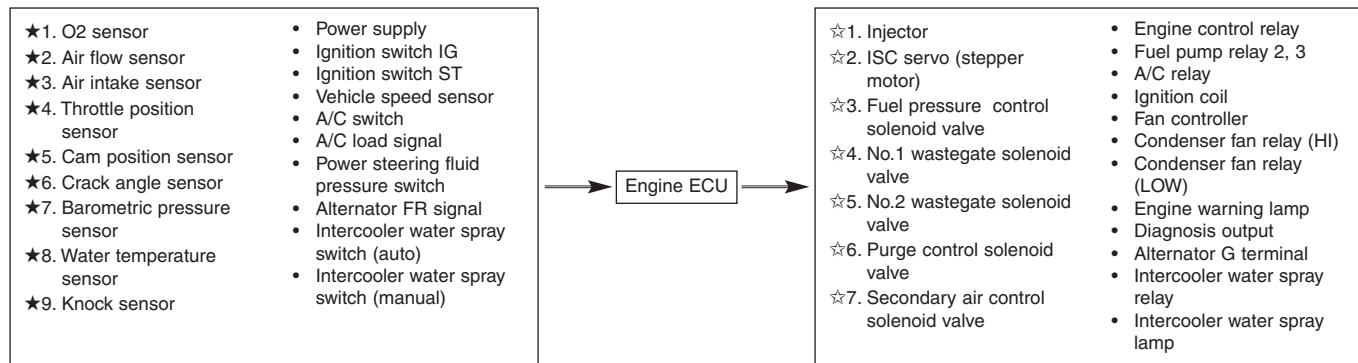 ★1. O2 sensor
★2. Air flow sensor
★3. Air intake sensor
★4. Throttle position
sensor
★5. Cam position sensor
★6. Crack angle sensor
★7. Barometric pressure
sensor
★8. Water temperature
sensor
★9. Knock sensor
• Power supply
• Ignition switch IG
• Ignition switch ST
• Vehicle speed sensor
• A/C switch
• A/C load signal
• Power steering fluid
pressure switch
• Alternator FR signal
• Intercooler water spray
switch (auto)
• Intercooler water spray
switch (manual)
Engine ECU
☆1. Injector
☆2. ISC servo (stepper
motor)
☆3. Fuel pressure control
solenoid valve
☆4. No.1 wastegate solenoid
valve
☆5. No.2 wastegate solenoid
valve
☆6. Purge control solenoid
valve
☆7. Secondary air control
solenoid valve
• Engine control relay
• Fuel pump relay 2, 3
• A/C relay
• Ignition coil
• Fan controller
• Condenser fan relay (HI)
• Condenser fan relay
(LOW)
• Engine warning lamp
• Diagnosis output
• Alternator G terminal
• Intercooler water spray
relay
• Intercooler water spray
lamp